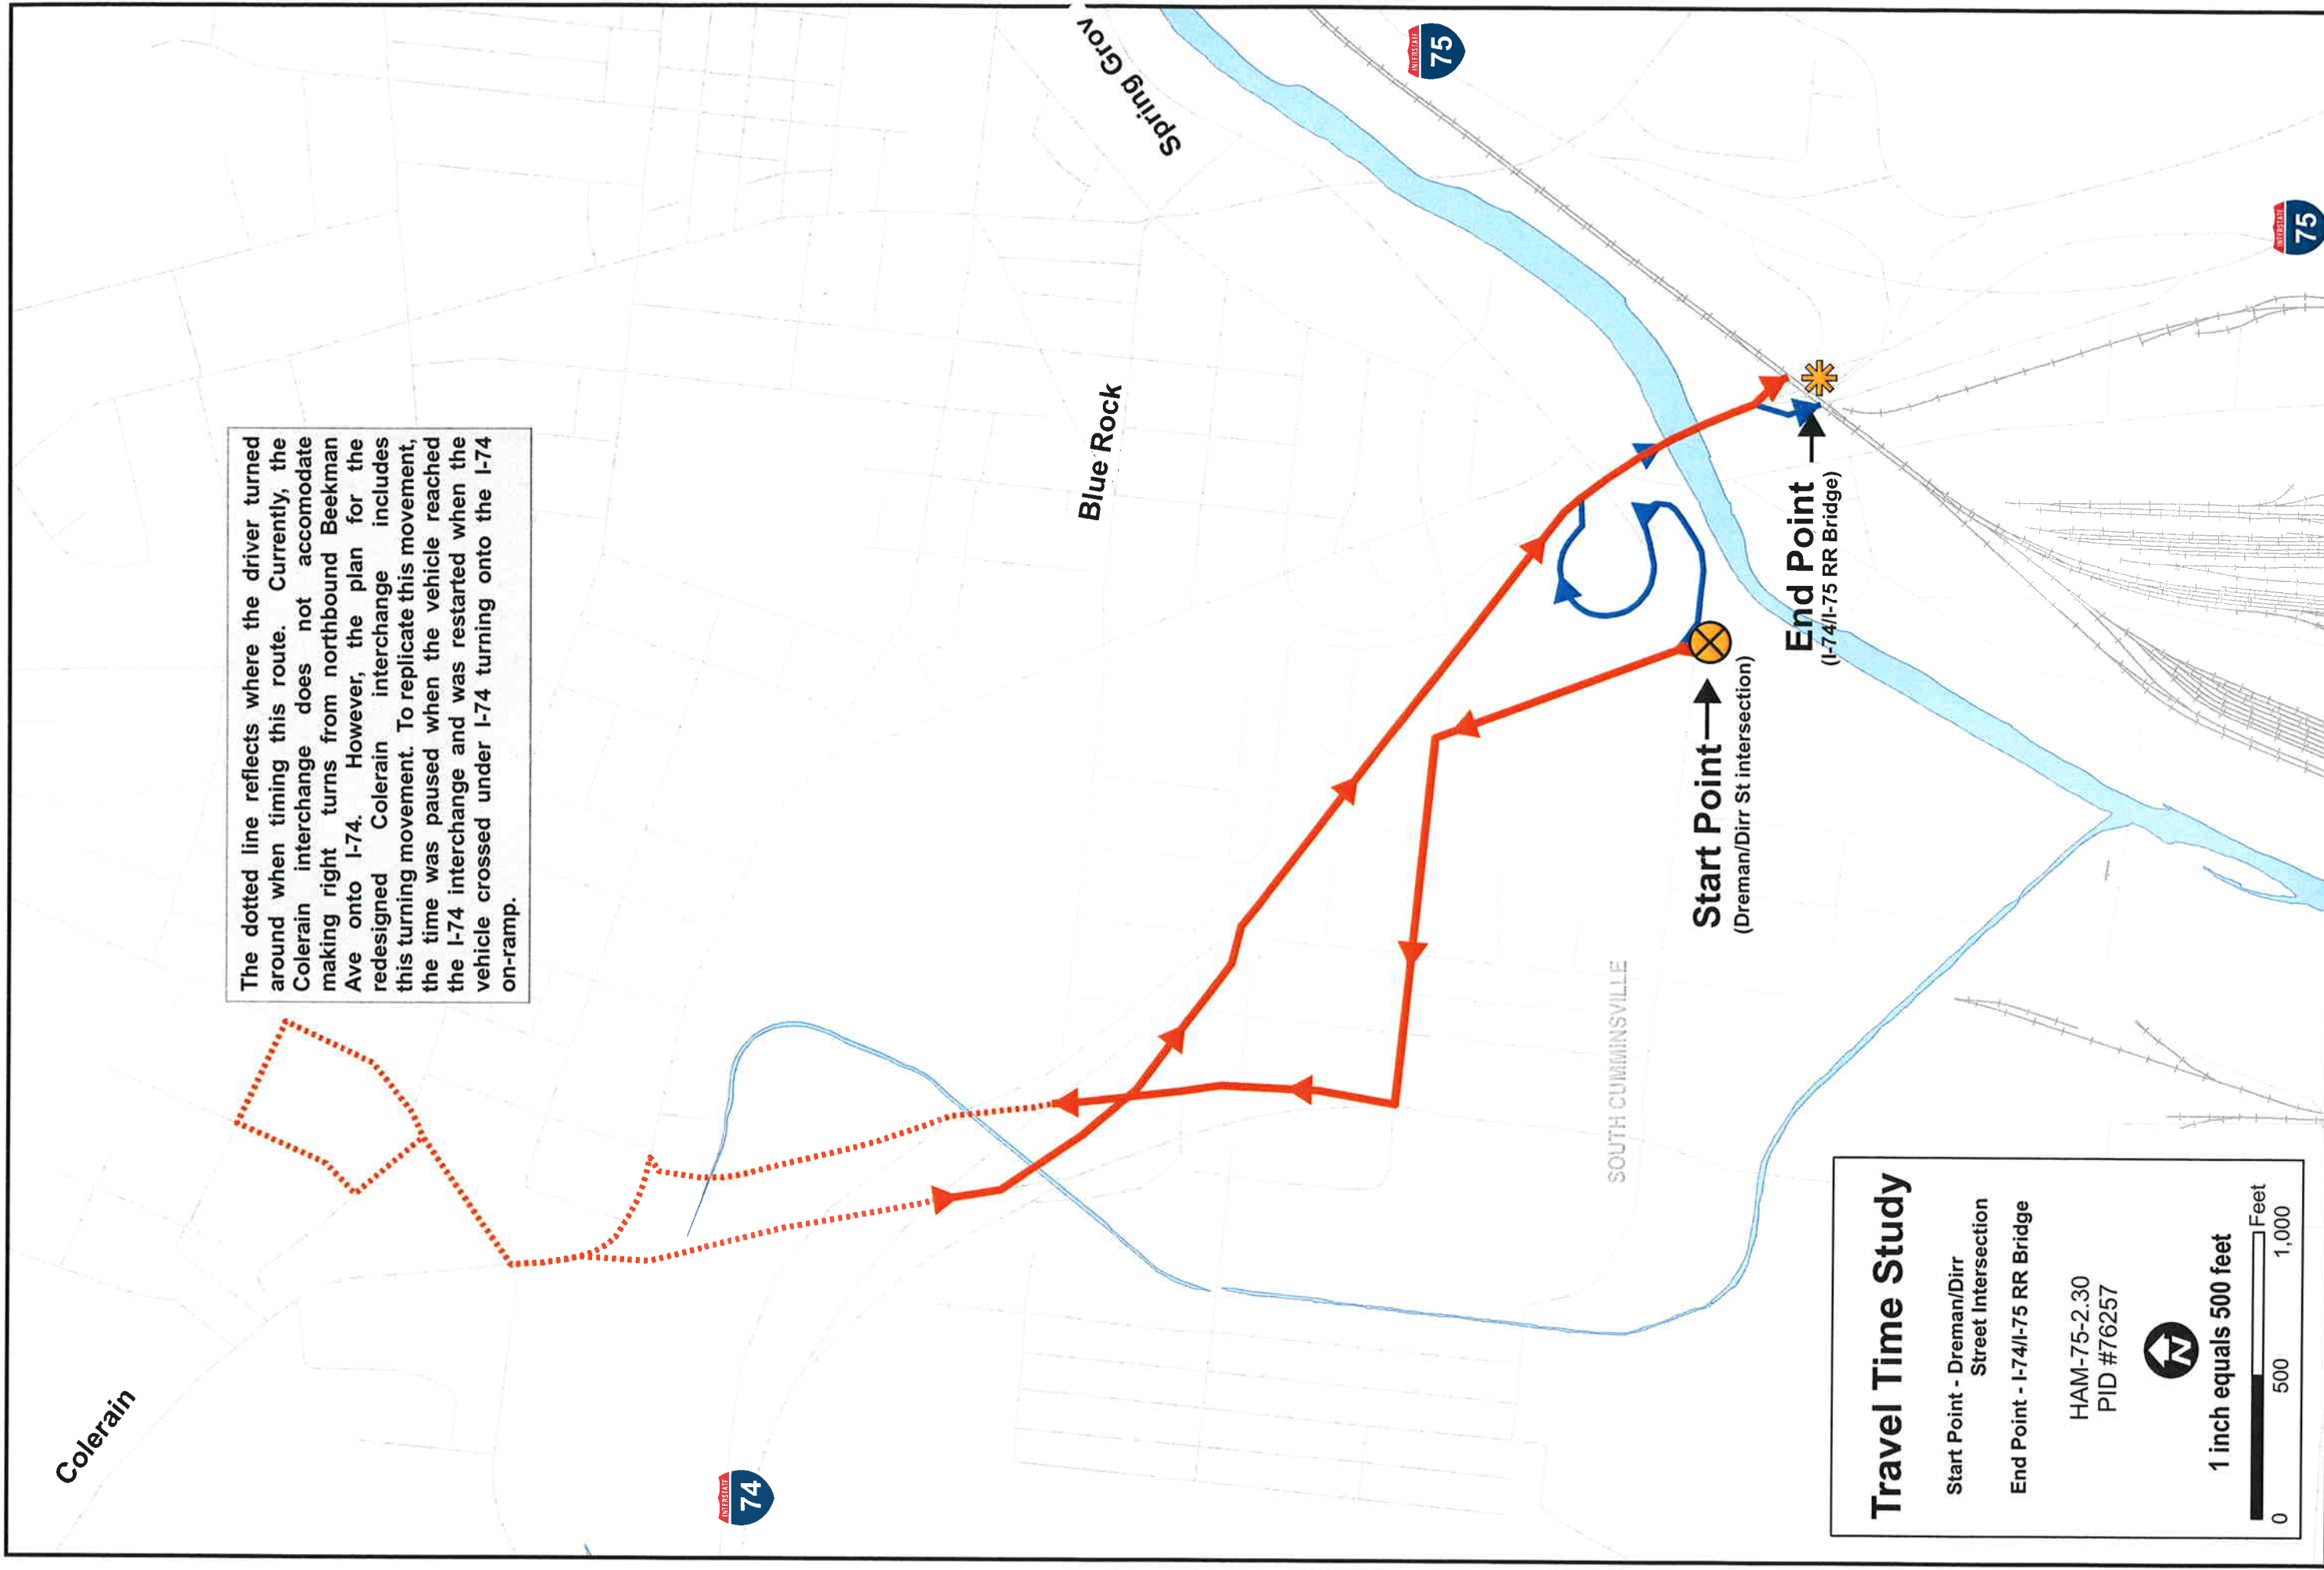 The dotted line reflects where the driver turned
around when timing this route. Currently, the
Colerain interchange does not accomodate
making right turns from northbound Beekman
Ave onto I-74. However, the plan for the
redesigned Colerain interchange includes
this turning movement. To replicate this movement,
the time was paused when the vehicle reached
the I-74 interchange and was restarted when the
vehicle crossed under I-74 turning onto the I-74
on-ramp.
Colerain
Spring Grov
INTERSTATE
75
Blue Rock
INTERSTATE
74
INTERSTATE
75
SOUTH CUMMINSVILLE
Start Point
(Dreman/Dirr St intersection)
End Point
(I-74/I-75 RR Bridge)
Travel Time Study
Start Point - Dreman/Dirr
Street Intersection
End Point - I-74/I-75 RR Bridge
HAM-75-2.30
PID #76257
N
1 inch equals 500 feet
Feet
0 500 1,000